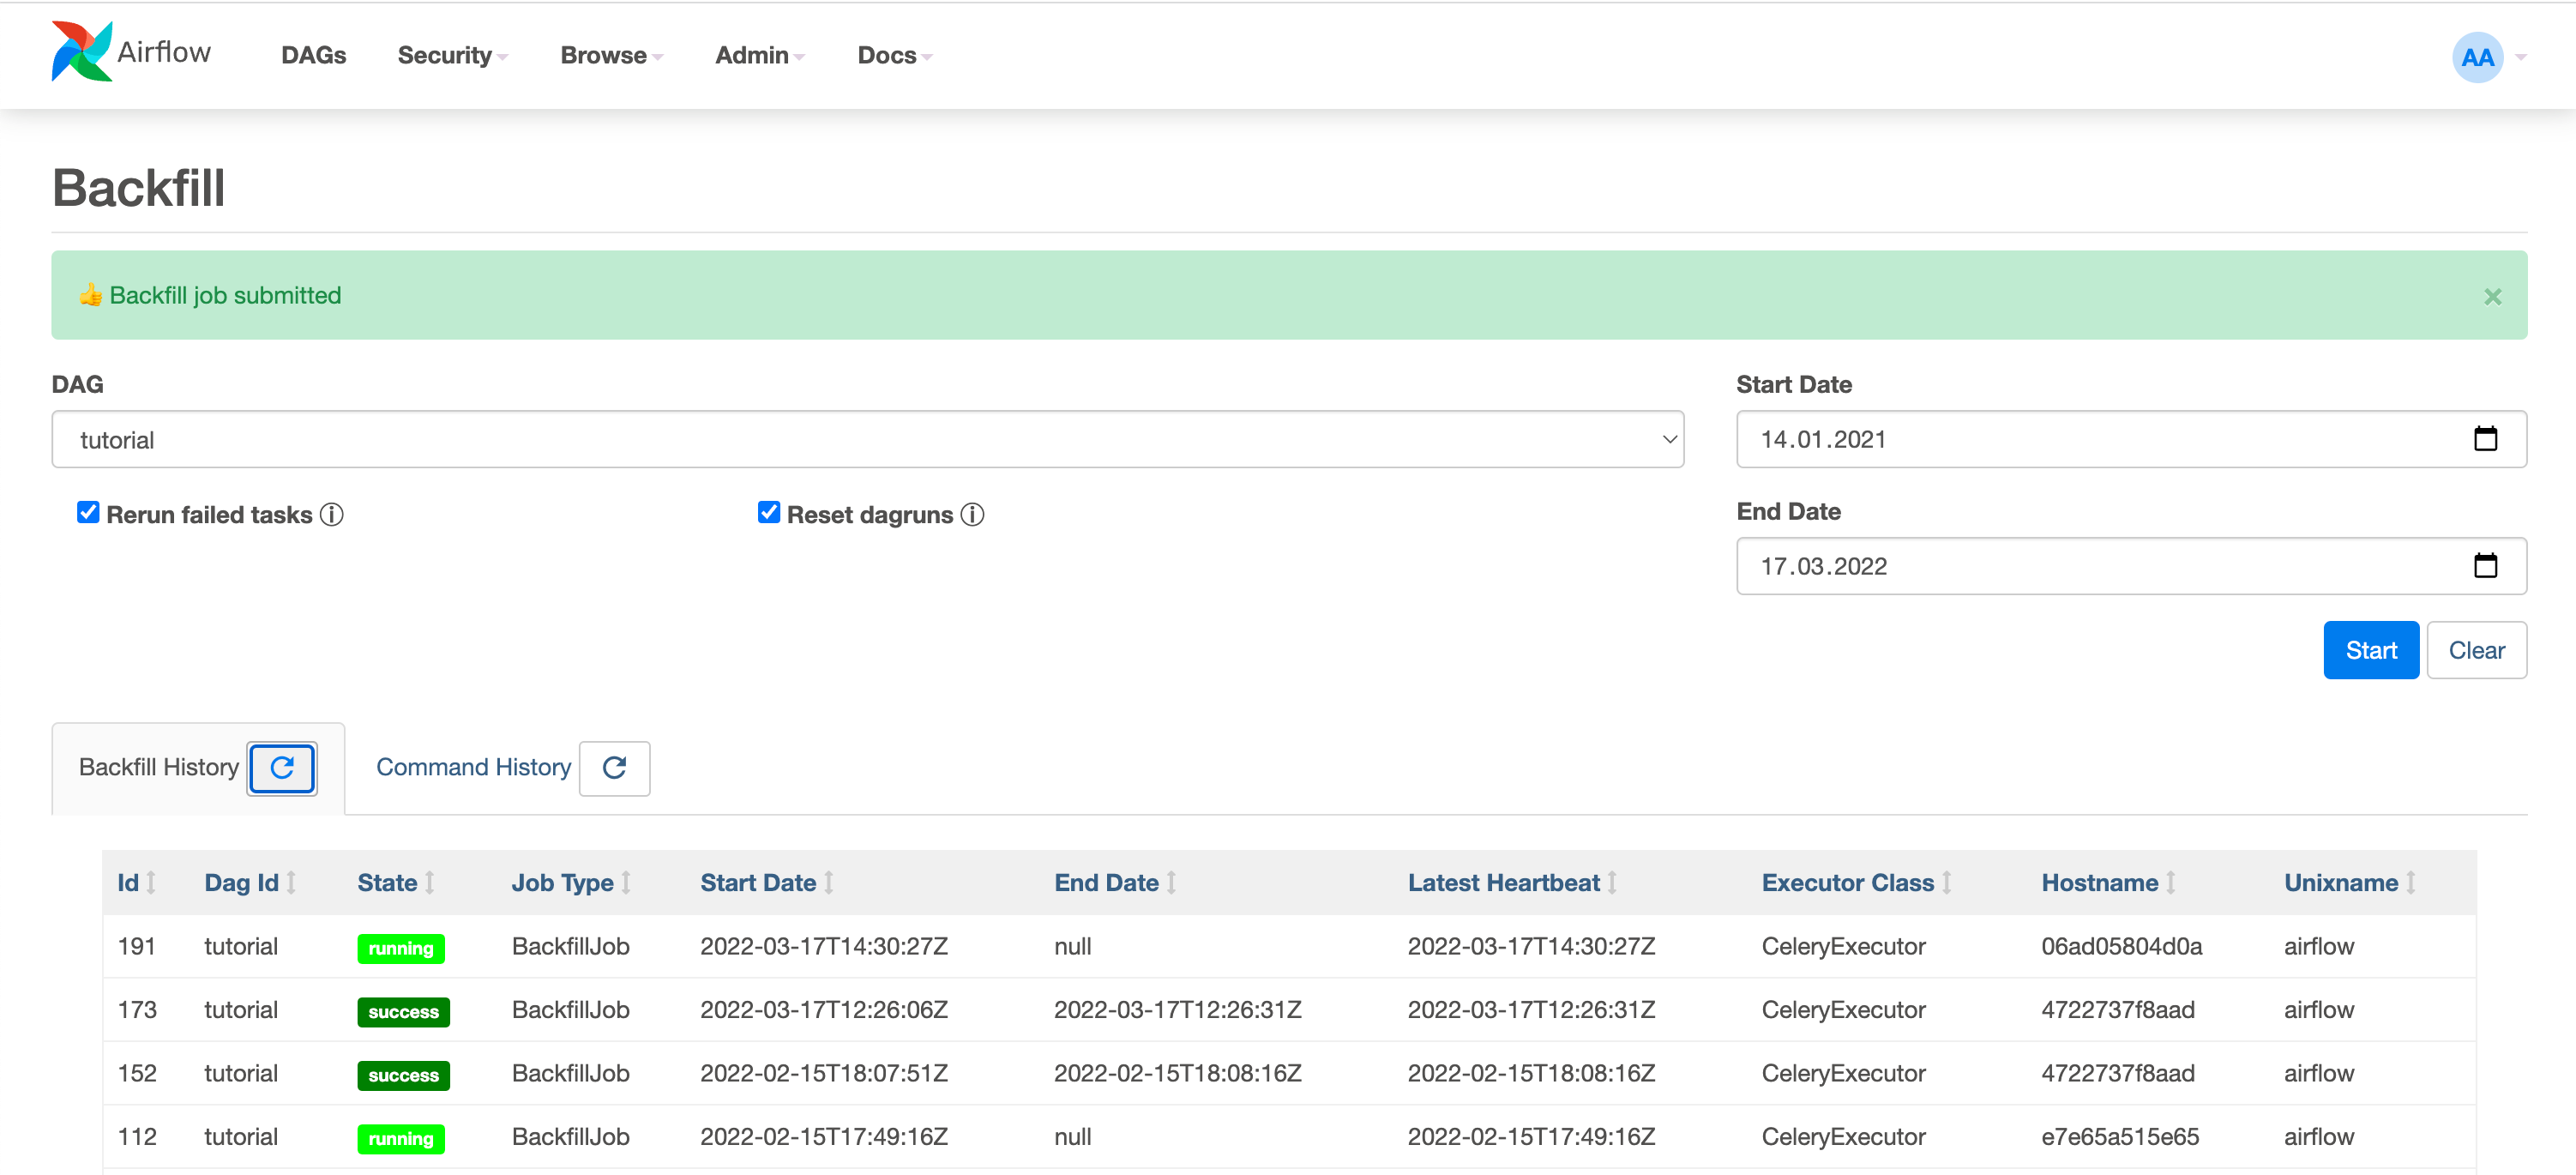 Airflow DAGs Security Browse Admin Docs AA
Backfill
👍 Backfill job submitted ×
DAG Start Date
tutorial 14.01.2021
Rerun failed tasks Reset dagruns End Date
17.03.2022
Start Clear
Backfill History Command History
Id Dag Id State Job Type Start Date End Date Latest Heartbeat Executor Class Hostname Unixname
191 tutorial running BackfillJob 2022-03-17T14:30:27Z null 2022-03-17T14:30:27Z CeleryExecutor 06ad05804d0a airflow
173 tutorial success BackfillJob 2022-03-17T12:26:06Z 2022-03-17T12:26:31Z 2022-03-17T12:26:31Z CeleryExecutor 4722737f8aad airflow
152 tutorial success BackfillJob 2022-02-15T18:07:51Z 2022-02-15T18:08:16Z 2022-02-15T18:08:16Z CeleryExecutor 4722737f8aad airflow
112 tutorial running BackfillJob 2022-02-15T17:49:16Z null 2022-02-15T17:49:16Z CeleryExecutor e7e65a515e65 airflow